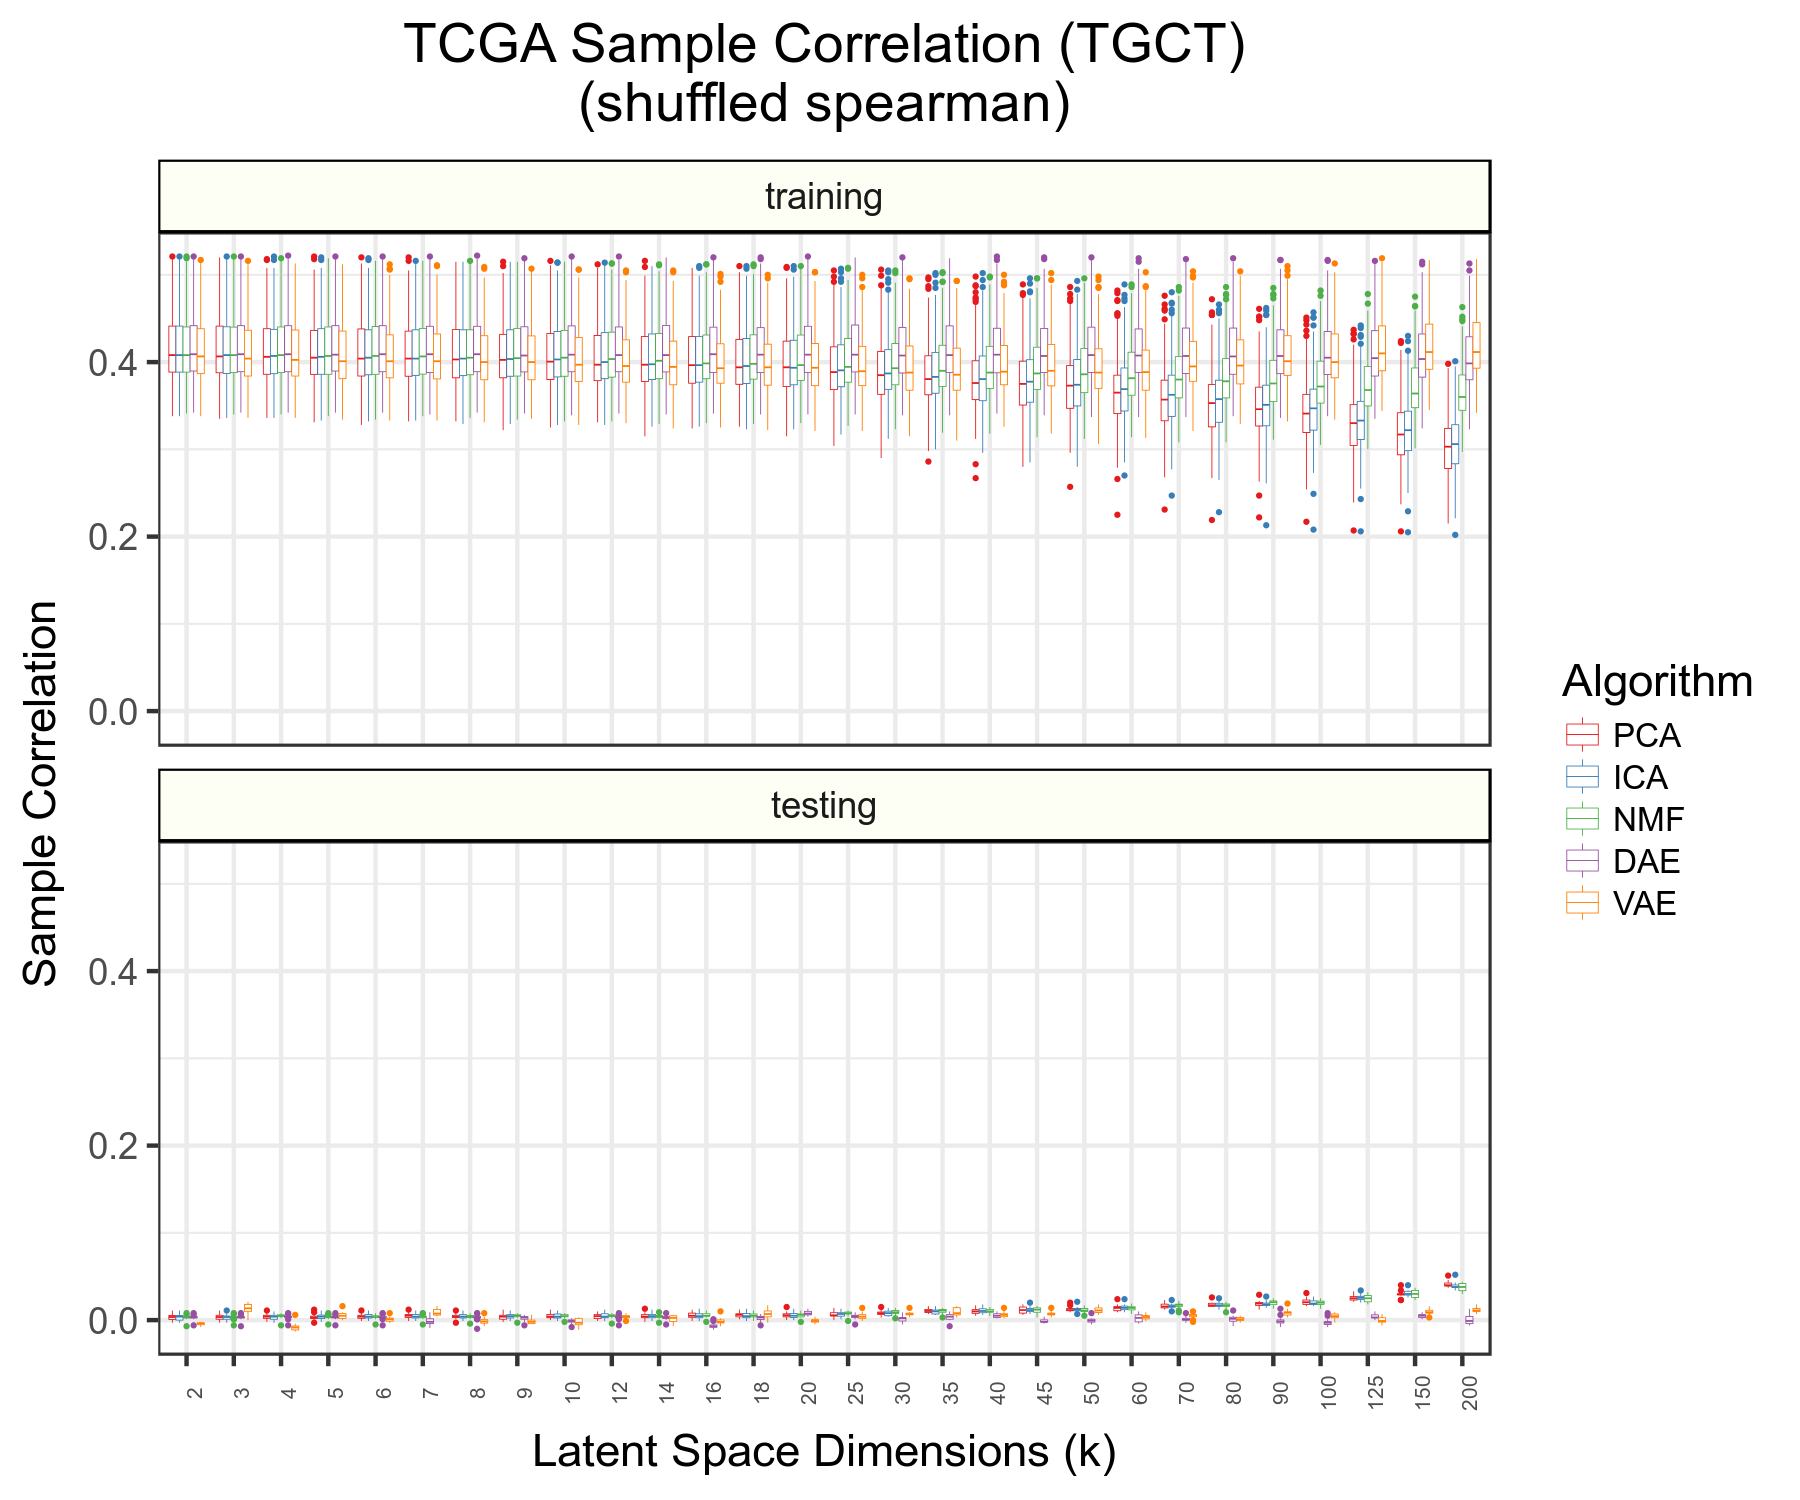 TCGA Sample Correlation (TGCT)
(shuffled spearman)
training
0.4
0.2
0.0
testing
0.4
0.2
0.0
Sample Correlation
2 3 4 5 6 7 8 9 10 12 14 16 18 20 25 30 35 40 45 50 60 70 80 90 100 125 150 200
Latent Space Dimensions (k)
Algorithm
PCA
ICA
NMF
DAE
VAE